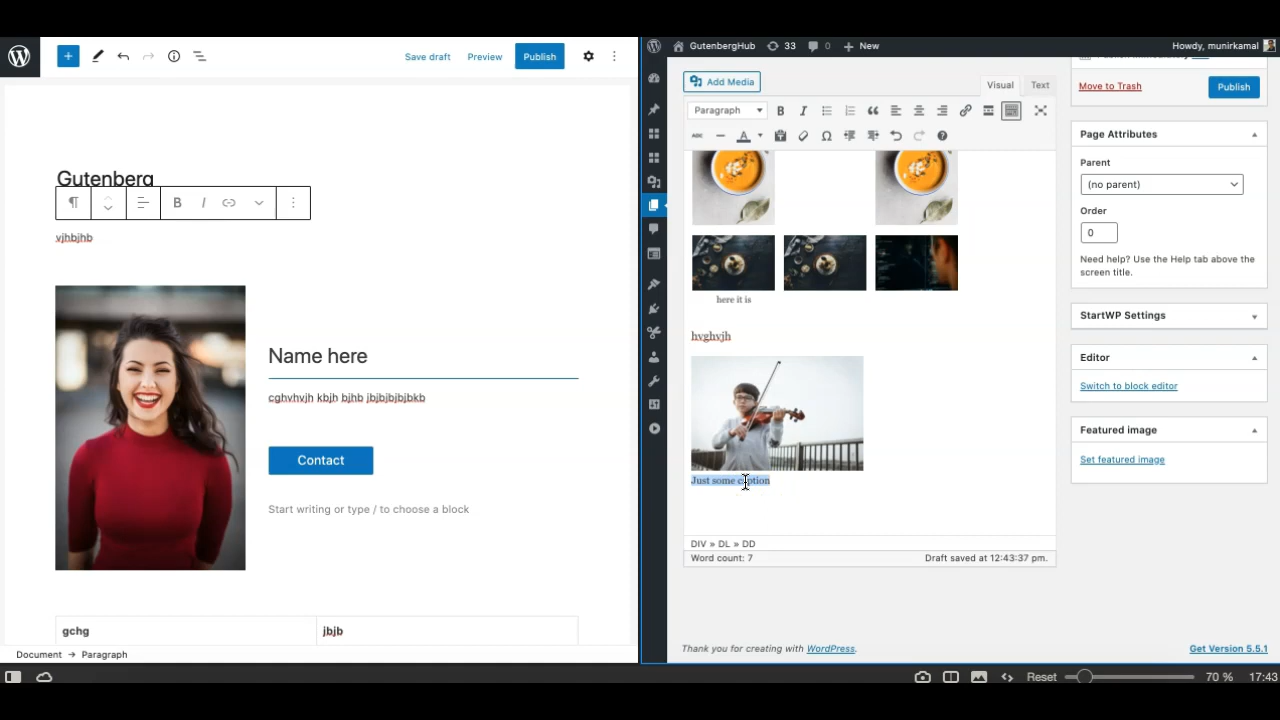 Save draft
Preview
Publish
Gutenberg
vjhbjhb
Name here
cghvhvjh kbjh bjhb jbjbjbjbjbkb
Contact
Start writing or type / to choose a block
gchg
jbjb
Document → Paragraph
GutenbergHub
33
0
New
Howdy, munirkamal
Add Media
Visual
Text
Paragraph
B
I
ABC
A
here it is
hvghvjh
Just some caption
DIV » DL » DD
Word count: 7
Draft saved at 12:43:37 pm.
Move to Trash
Publish
Page Attributes
Parent
(no parent)
Order
0
Need help? Use the Help tab above the
screen title.
StartWP Settings
Editor
Switch to block editor
Featured image
Set featured image
Thank you for creating with WordPress.
Get Version 5.5.1
Reset
70 %
17:43